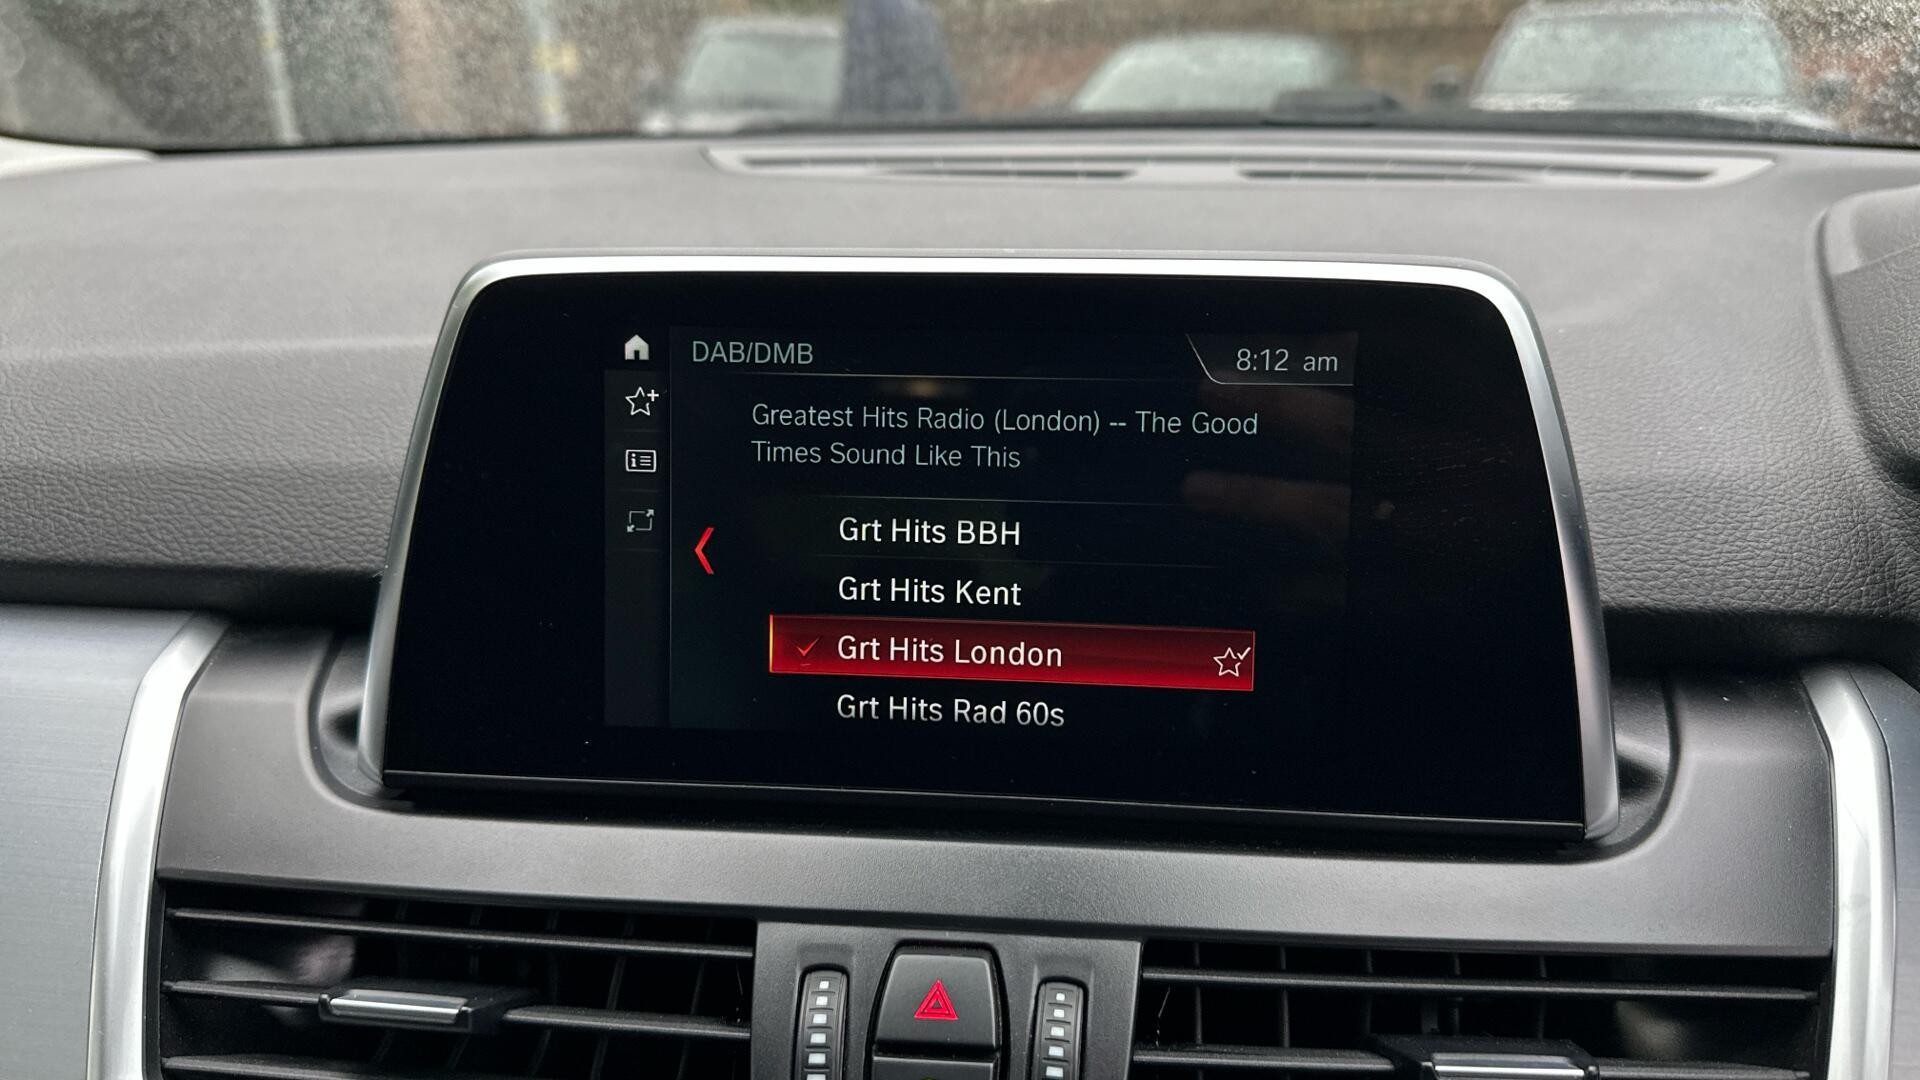 DAB/DMB
8:12 am
Greatest Hits Radio (London) -- The Good
Times Sound Like This
Grt Hits BBH
Grt Hits Kent
Grt Hits London
Grt Hits Rad 60s